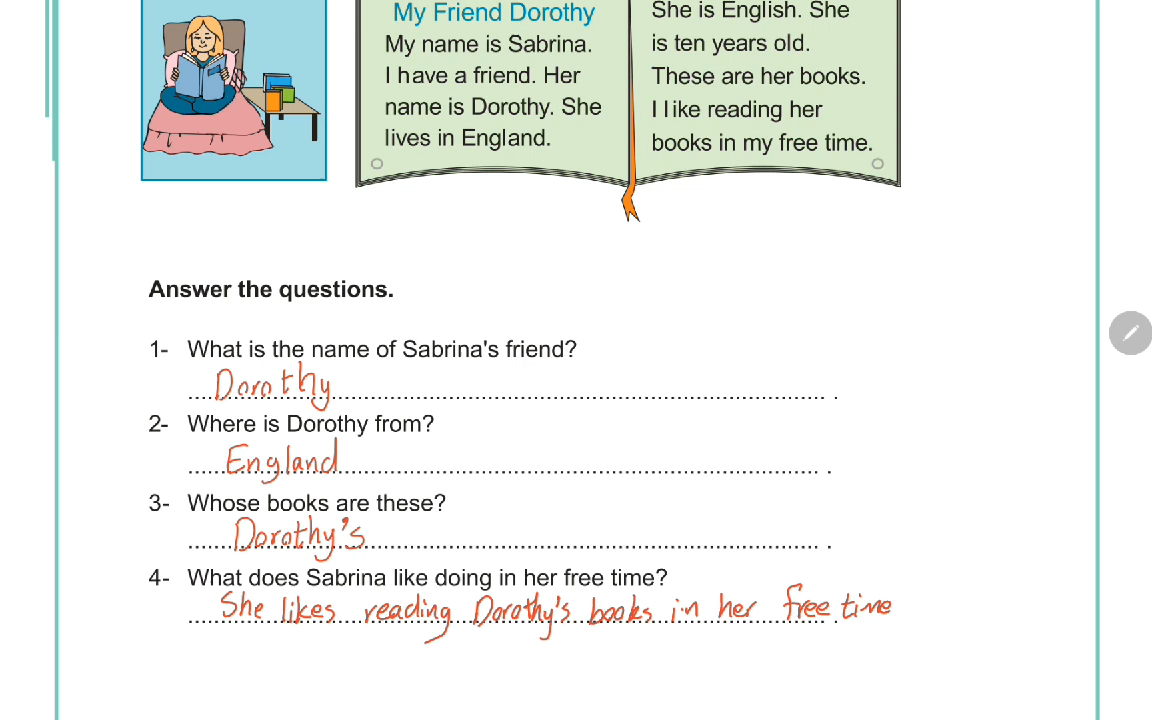 My Friend Dorothy
My name is Sabrina.
I have a friend. Her
name is Dorothy. She
lives in England.
She is English. She
is ten years old.
These are her books.
I like reading her
books in my free time.
Answer the questions.
1- What is the name of Sabrina's friend?
Dorothy
2- Where is Dorothy from?
England
3- Whose books are these?
Dorothy's
4- What does Sabrina like doing in her free time?
She likes reading Dorothy's books in her free time